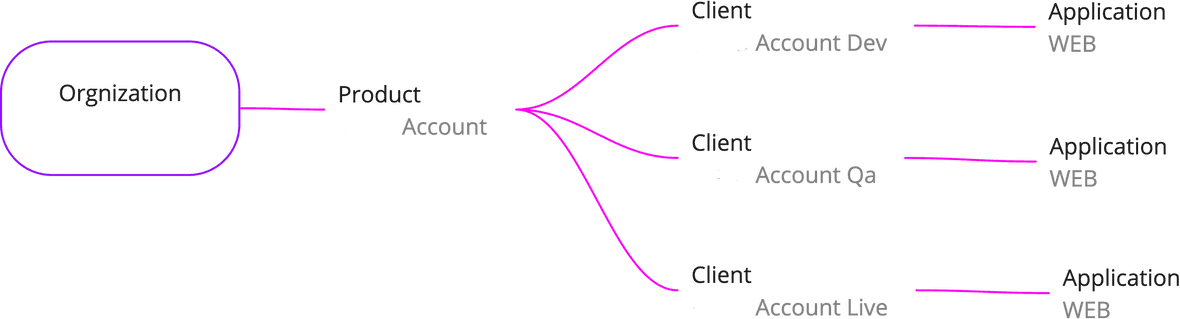 Orgnization
Product
Account
Client
Account Dev
Application
WEB
Client
Account Qa
Application
WEB
Client
Account Live
Application
WEB